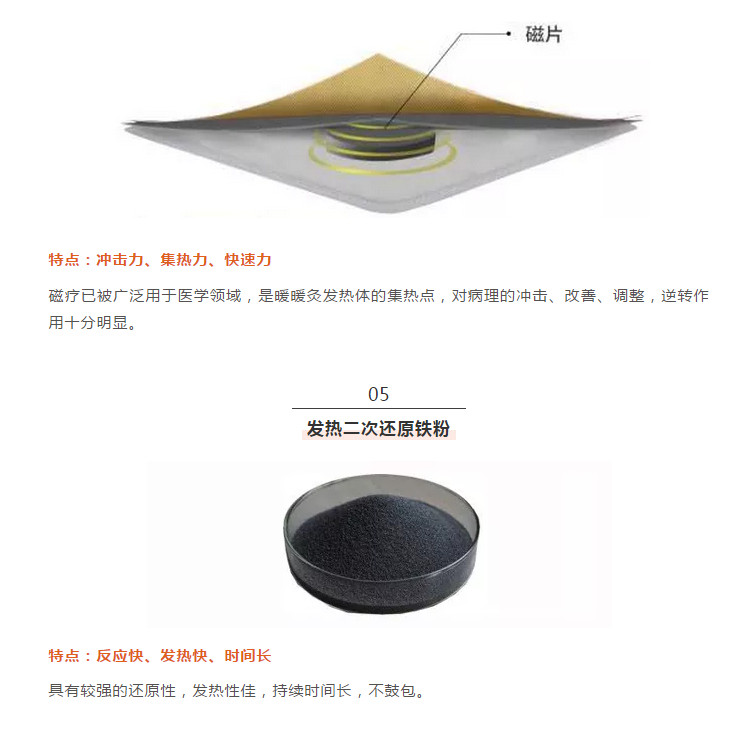 磁片
特点：冲击力、集热力、快速力
磁疗已被广泛用于医学领域，是暖暖灸发热体的集热点，对病理的冲击、改善、调整，逆转作
用十分明显。
05
发热二次还原铁粉
特点：反应快、发热快、时间长
具有较强的还原性，发热性佳，持续时间长，不鼓包。